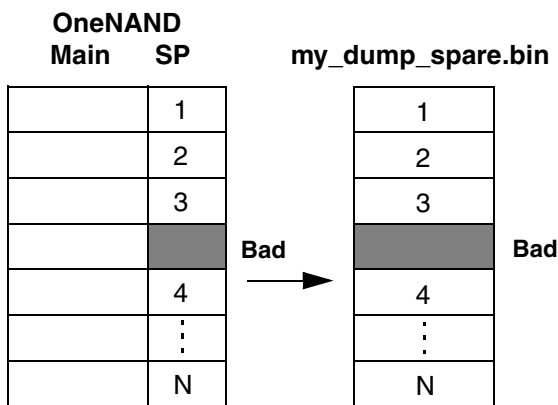 OneNAND
Main SP my_dump_spare.bin
1 1
2 2
3 3
Bad Bad
4 4
N N